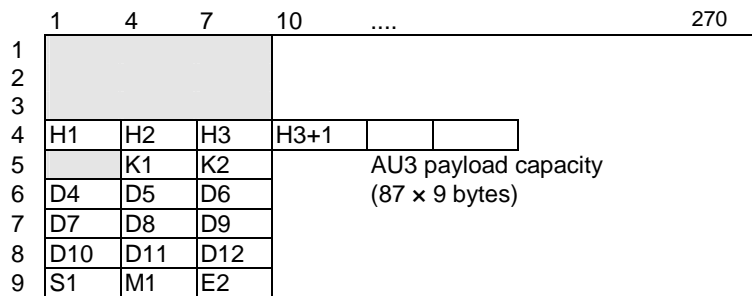 1 4 7 10 .... 270
1
2
3
4 H1 H2 H3 H3+1
5 K1 K2 AU3 payload capacity
6 D4 D5 D6 (87 × 9 bytes)
7 D7 D8 D9
8 D10 D11 D12
9 S1 M1 E2